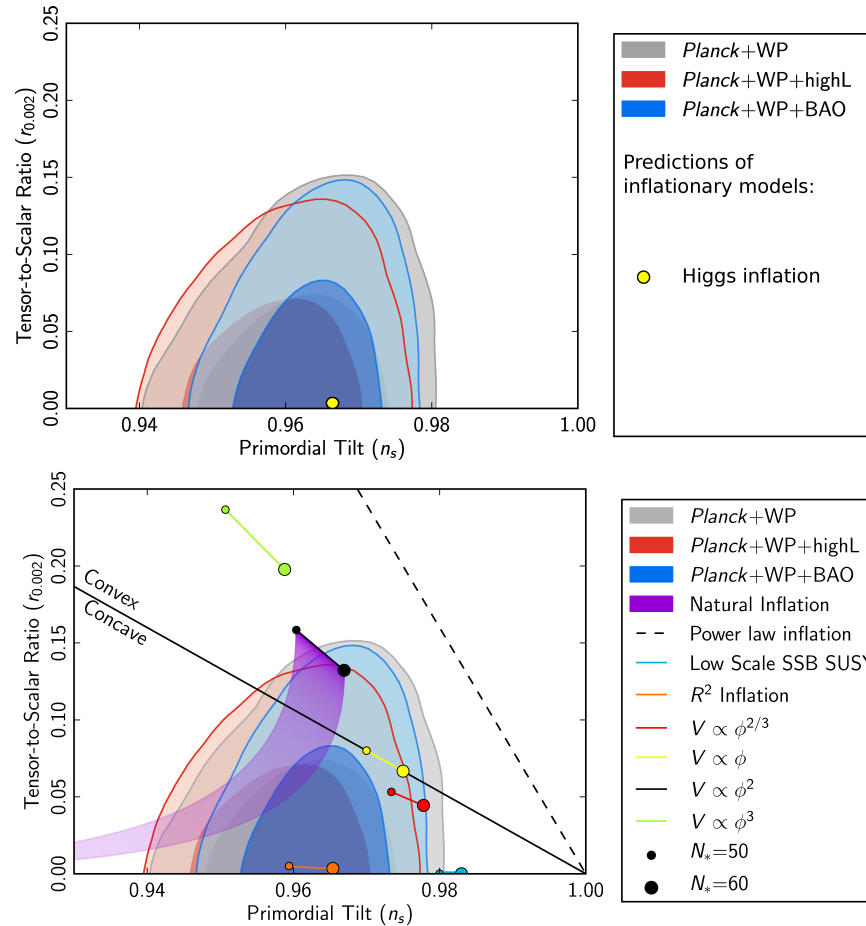 0.25
0.20
0.15
0.10
0.05
0.00
Tensor-to-Scalar Ratio (r0.002)
0.94
0.96
0.98
1.00
Primordial Tilt (ns)
Planck+WP
Planck+WP+highL
Planck+WP+BAO
Predictions of
inflationary models:
Higgs inflation
0.25
0.20
0.15
0.10
0.05
0.00
Tensor-to-Scalar Ratio (r0.002)
Convex
Concave
0.94
0.96
0.98
1.00
Primordial Tilt (ns)
Planck+WP
Planck+WP+highL
Planck+WP+BAO
Natural Inflation
Power law inflation
Low Scale SSB SUSY
R² Inflation
V ∝ ϕ^2/3
V ∝ ϕ
V ∝ ϕ²
V ∝ ϕ³
N*=50
N*=60